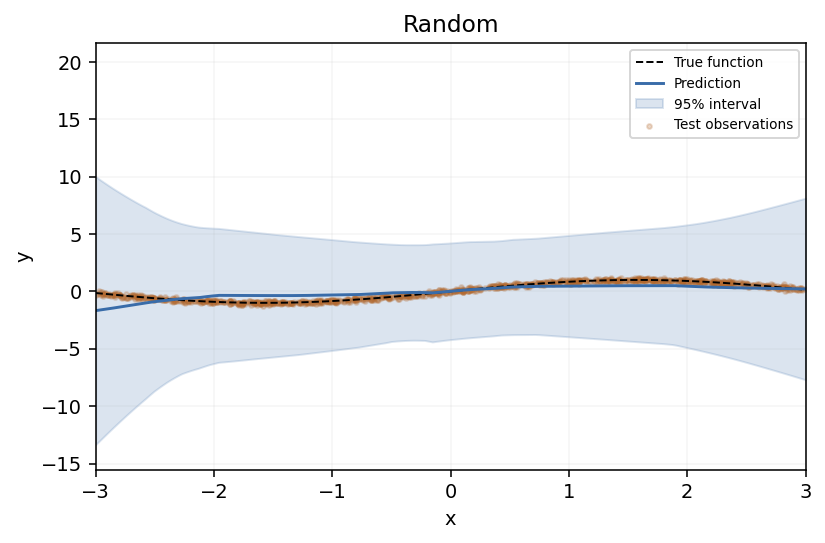 Random
True function
Prediction
95% interval
Test observations
20
15
10
5
0
−5
−10
−15
y
−3
−2
−1
0
1
2
3
x